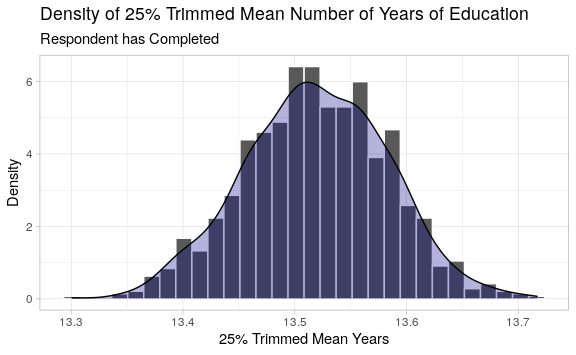 Density of 25% Trimmed Mean Number of Years of Education
Respondent has Completed
6
4
2
0
Density
13.3 13.4 13.5 13.6 13.7
25% Trimmed Mean Years